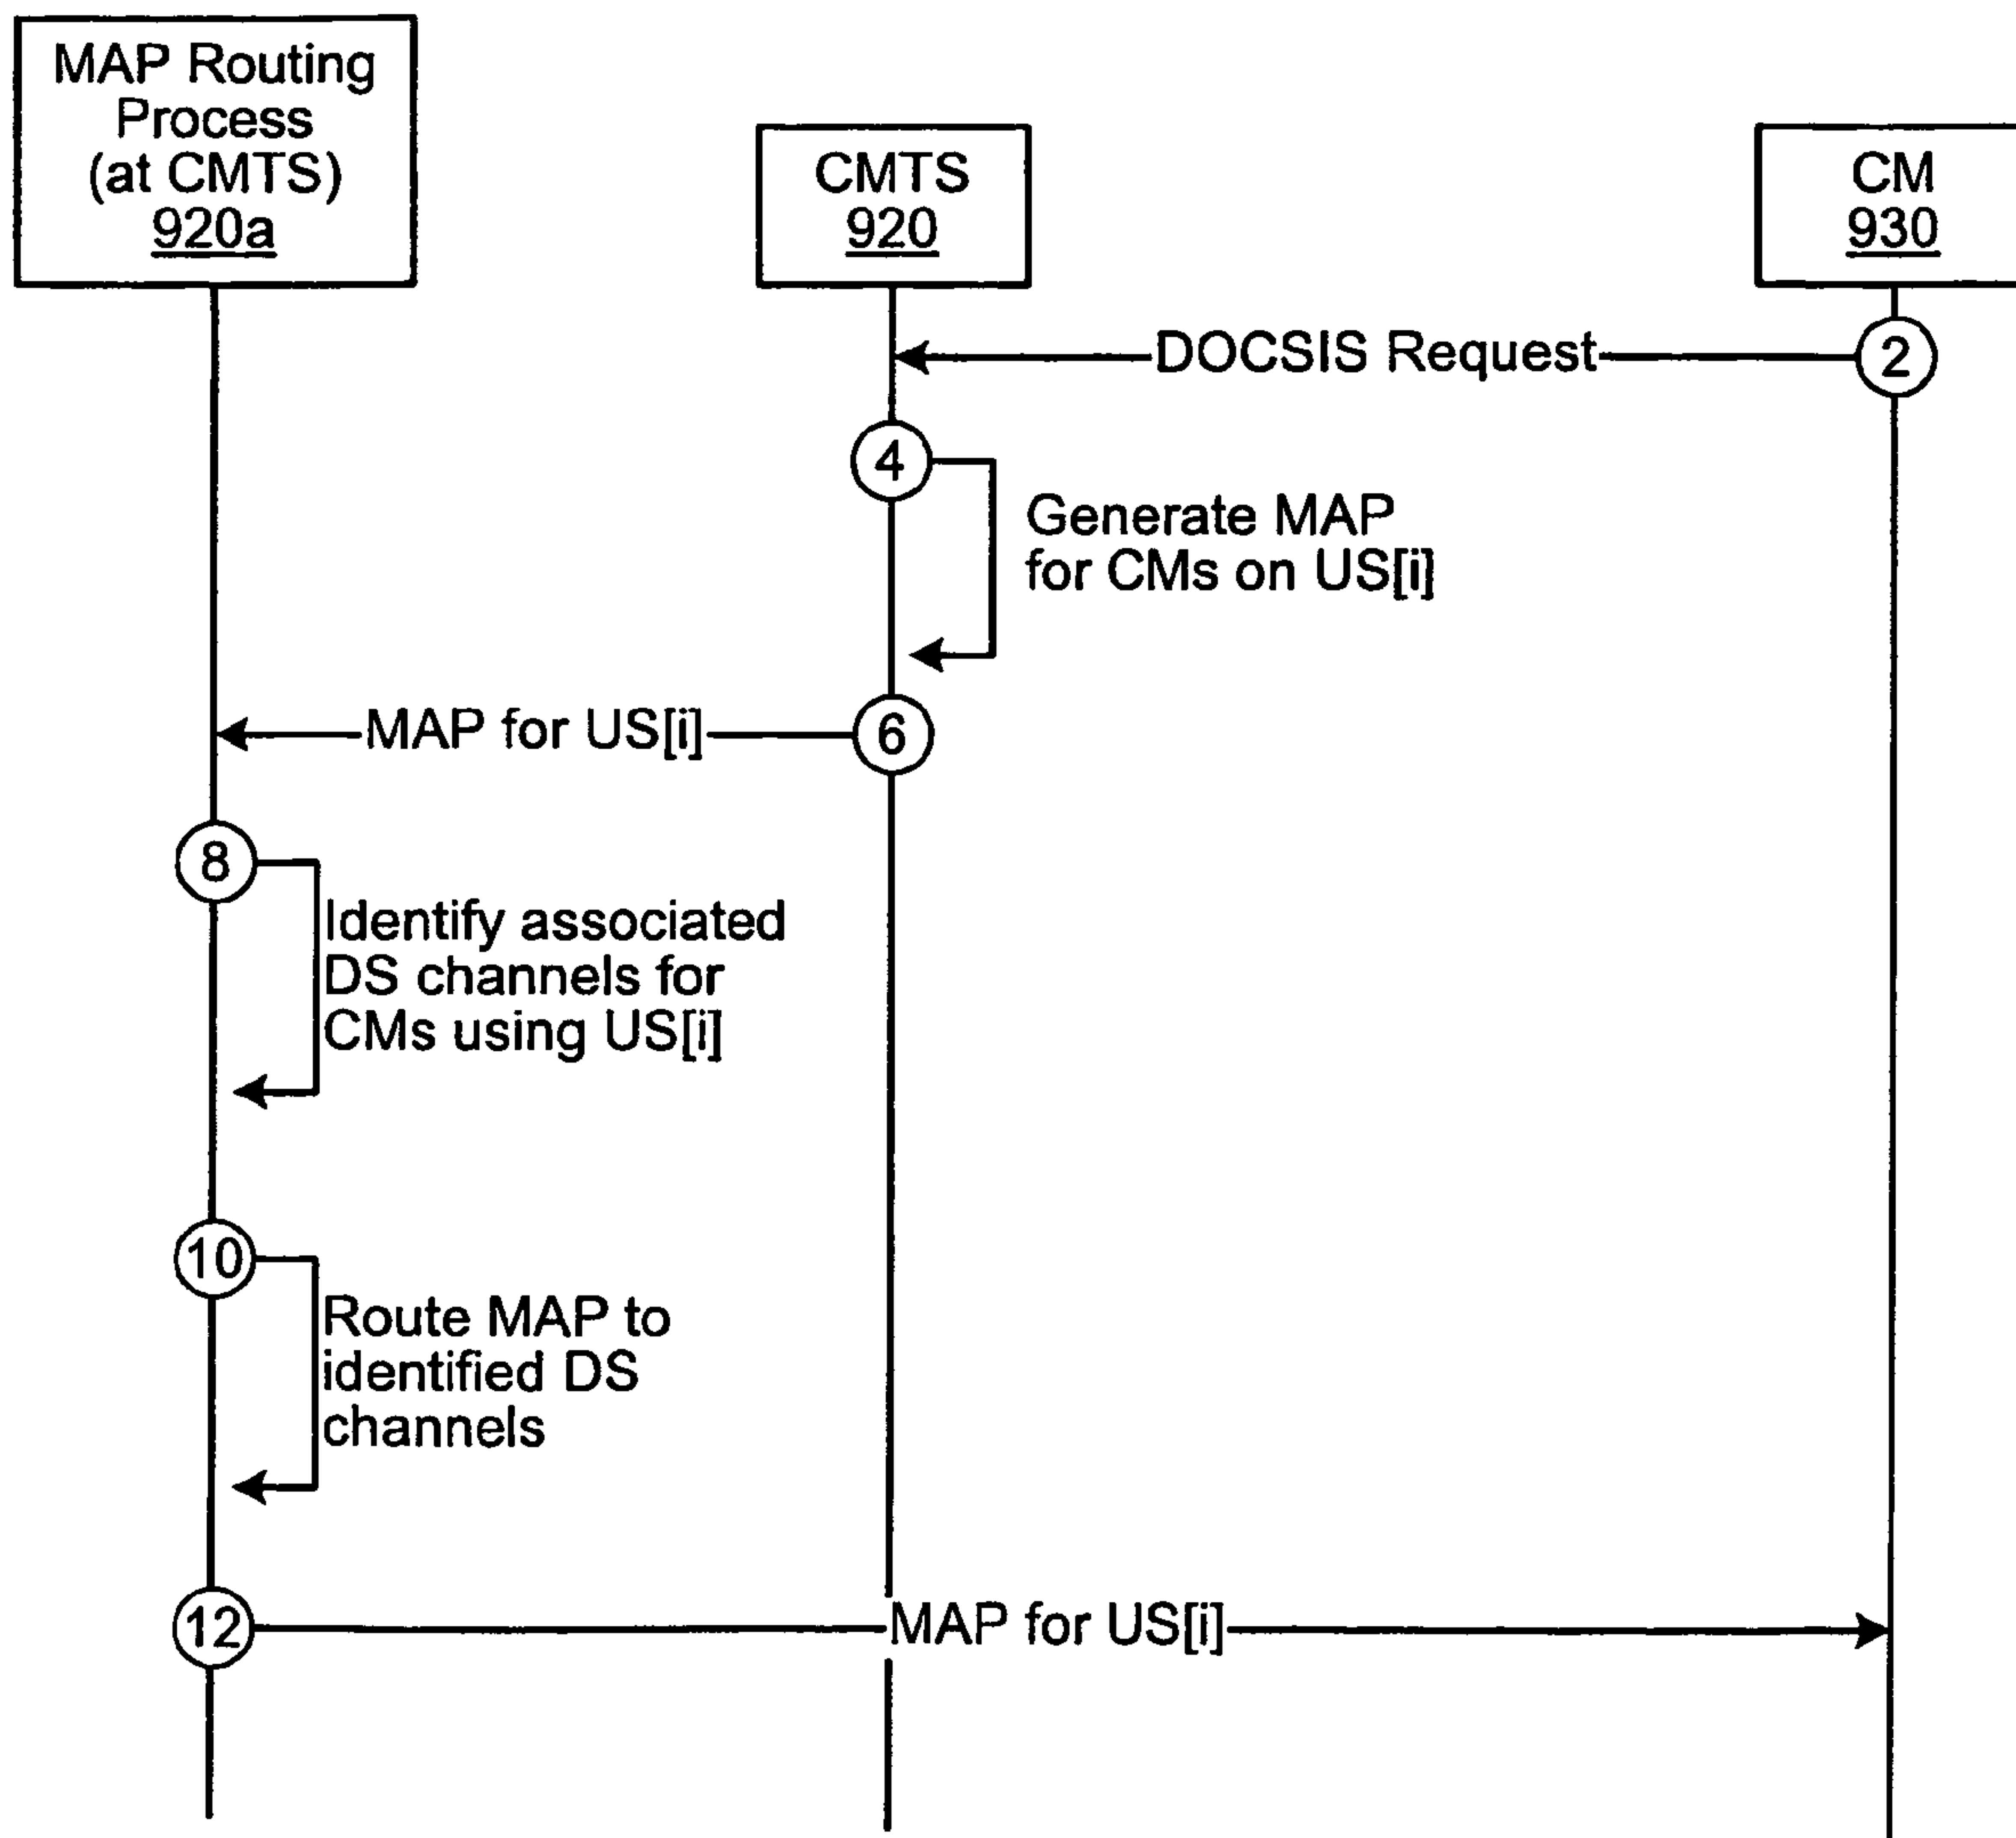 MAP Routing
Process
(at CMTS)
920a
CMTS
920
CM
930
DOCSIS Request
2
4
Generate MAP
for CMs on US[i]
MAP for US[i]
6
8
Identify associated
DS channels for
CMs using US[i]
10
Route MAP to
identified DS
channels
12
MAP for US[i]